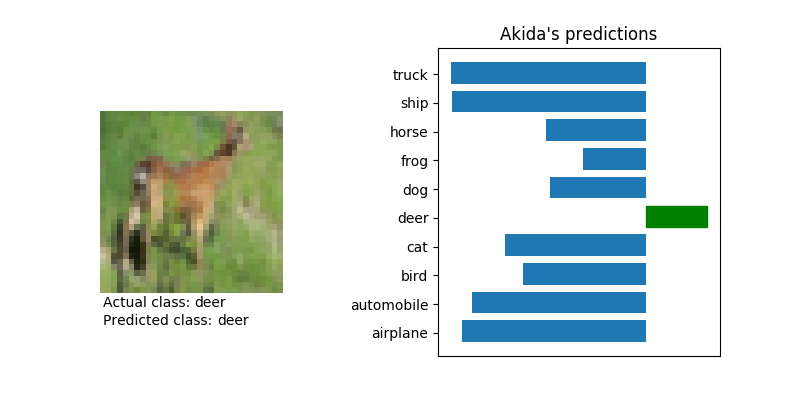 Akida's predictions
truck
ship
horse
frog
dog
deer
cat
bird
automobile
airplane
Actual class: deer
Predicted class: deer